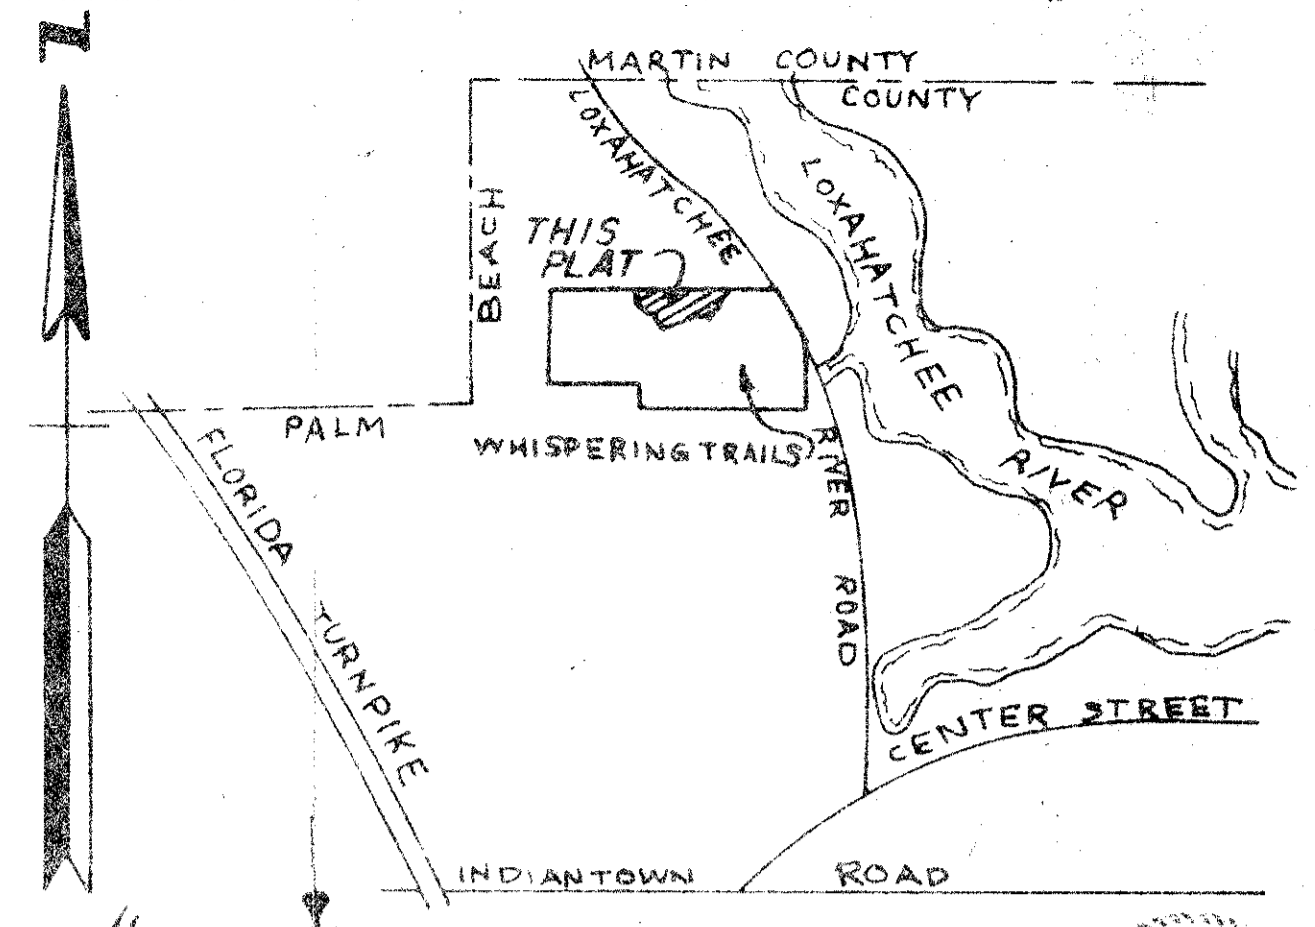 N
MARTIN COUNTY
COUNTY
LOXAHATCHEE
LOXAHATCHEE
BEACH
THIS
PLAT
PALM
WHISPERING TRAILS
RIVER
RIVER
FLORIDA
TURNPIKE
ROAD
CENTER STREET
INDIANTOWN ROAD